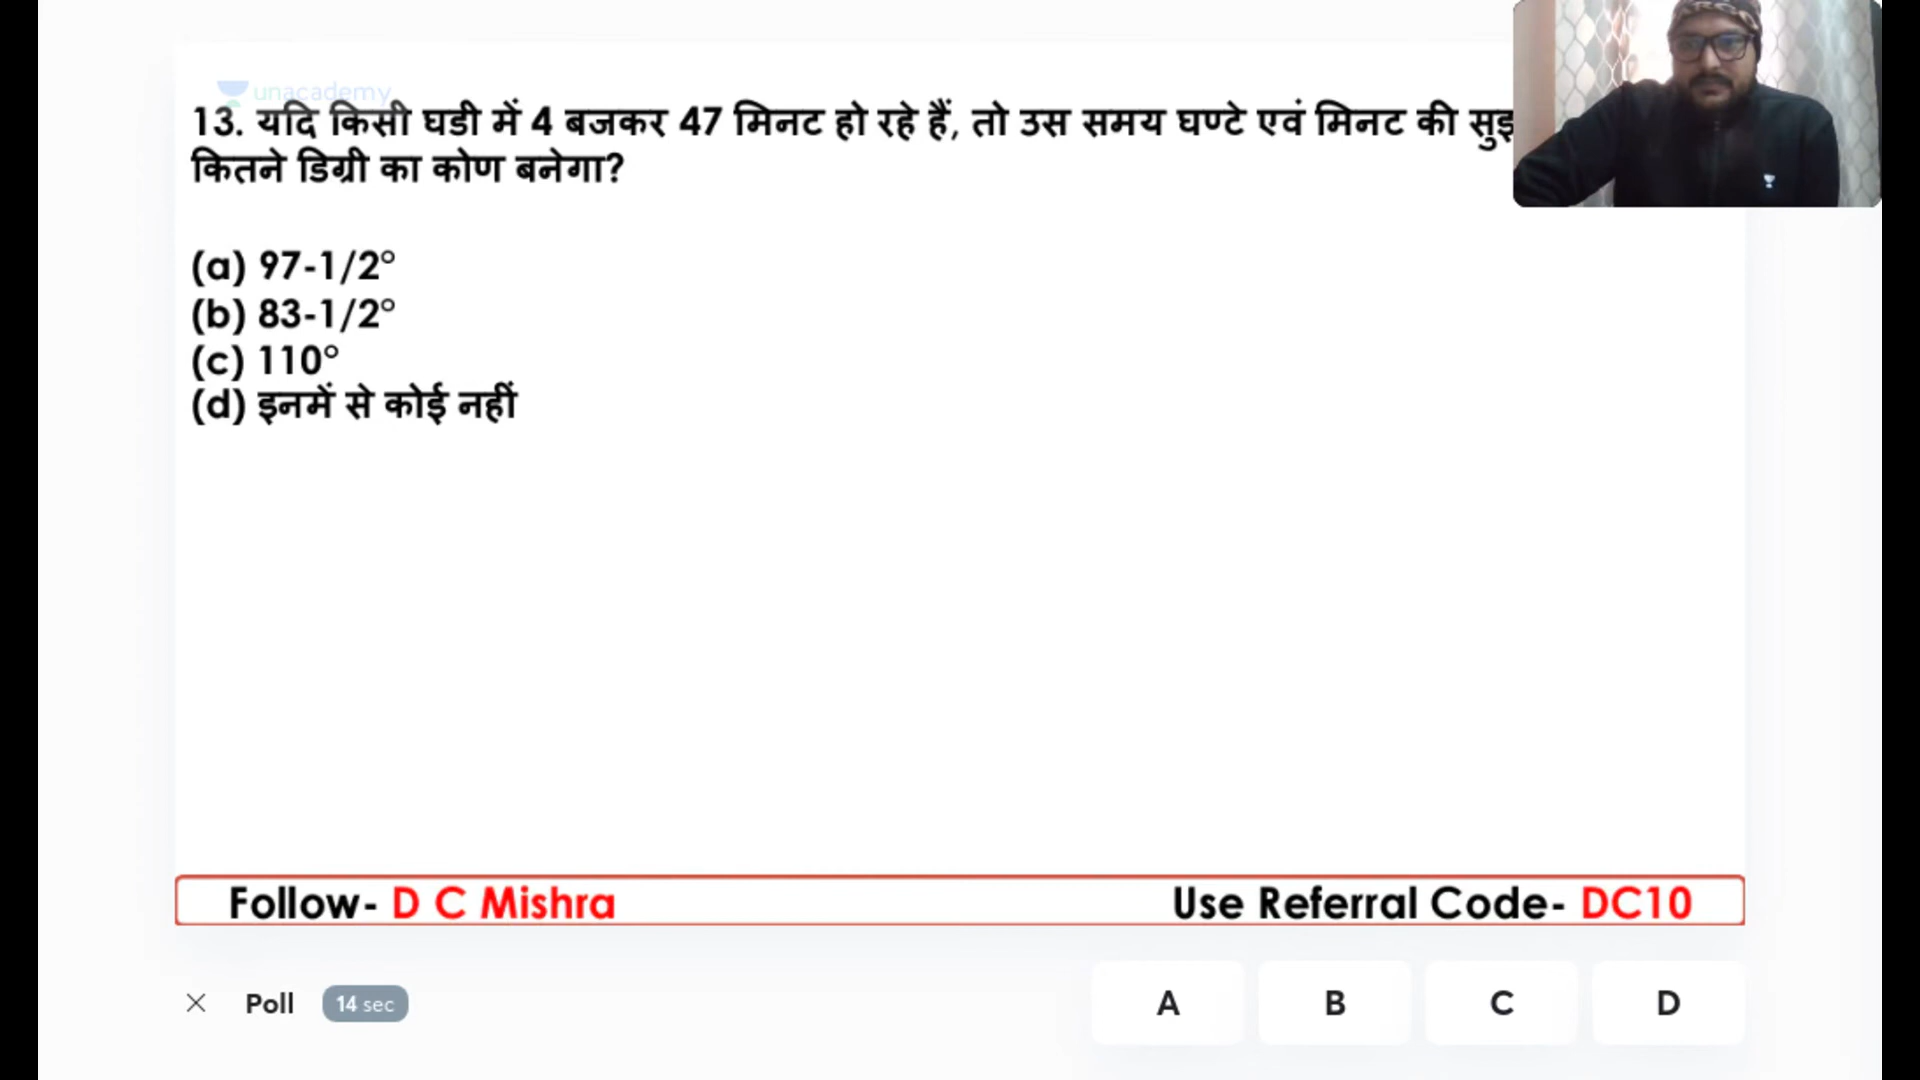 unacademy
13. यदि किसी घडी में 4 बजकर 47 मिनट हो रहे हैं, तो उस समय घण्टे एवं मिनट की
कितने डिग्री का कोण बनेगा?
(a) 97-1/2°
(b) 83-1/2°
(c) 110°
(d) इनमें से कोई नहीं
Follow- D C Mishra Use Referral Code- DC10
Poll 14 sec A B C D